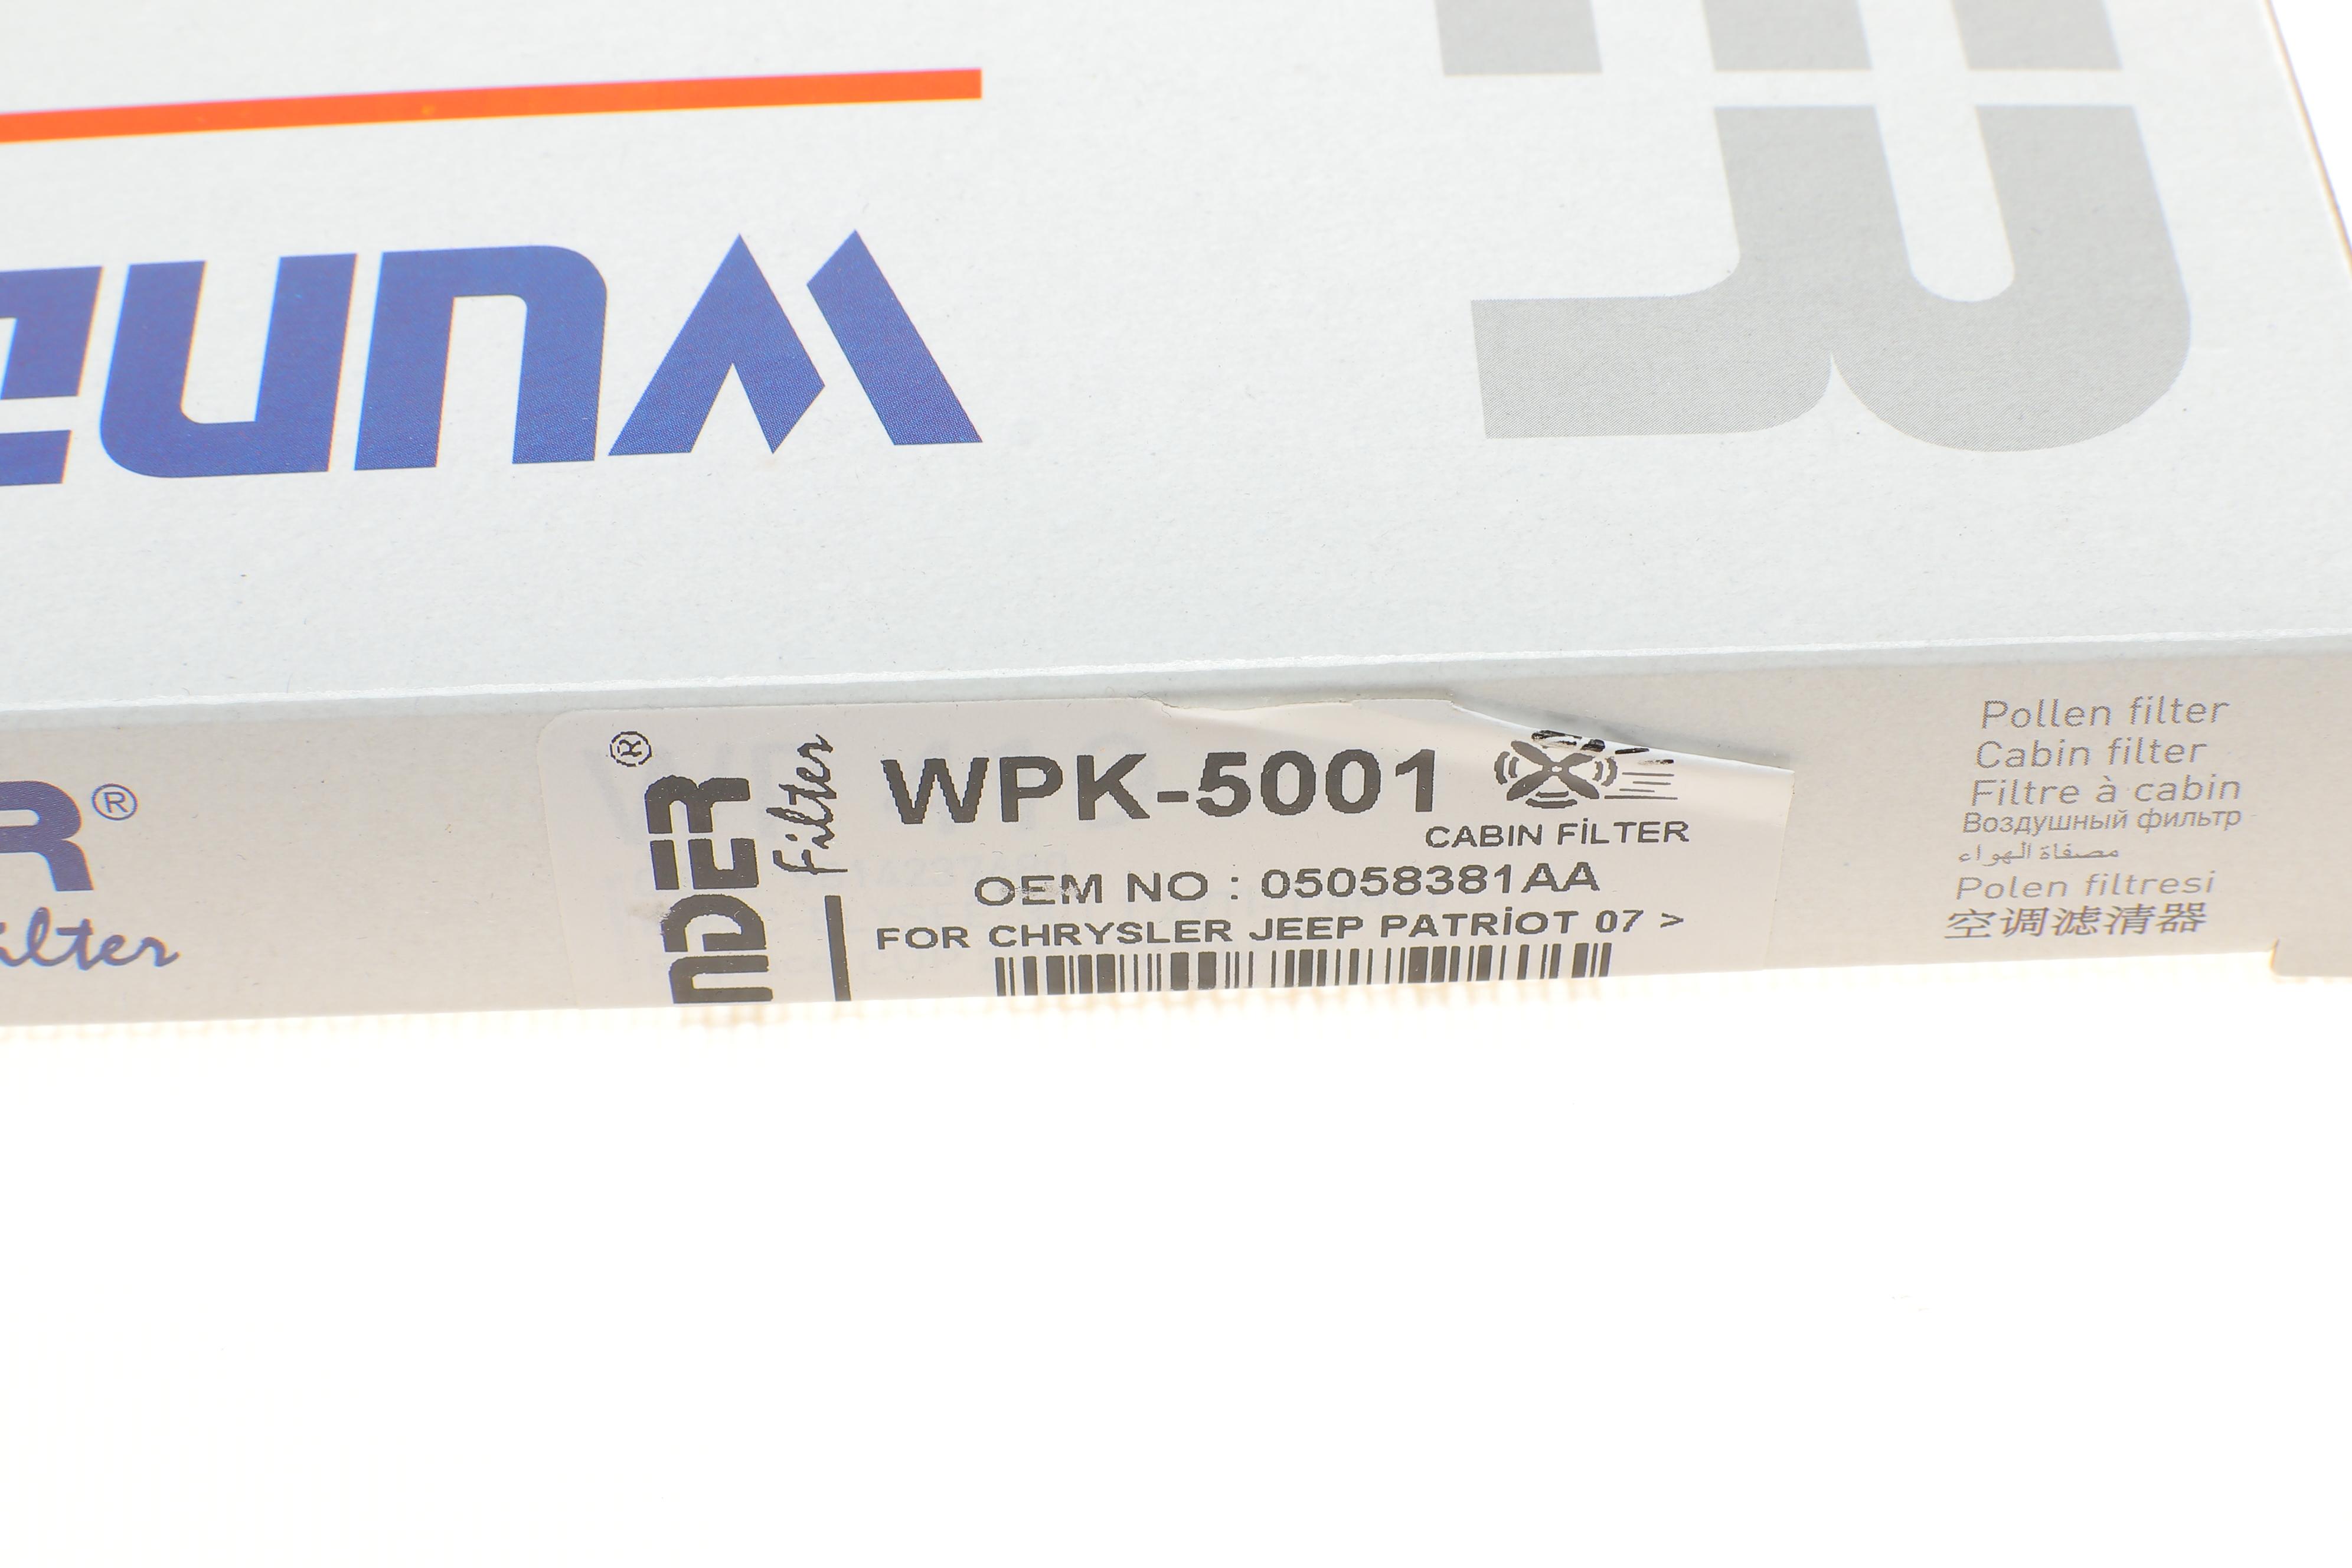 WPK-5001
CABIN FİLTER
OEM NO : 05058381AA
FOR CHRYSLER JEEP PATRİOT 07 >
NDER®
Filter
R®
Pollen filter
Cabin filter
Filtre à cabin
Воздушный фильтр
مصفاة الهواء
Polen filtresi
空调滤清器